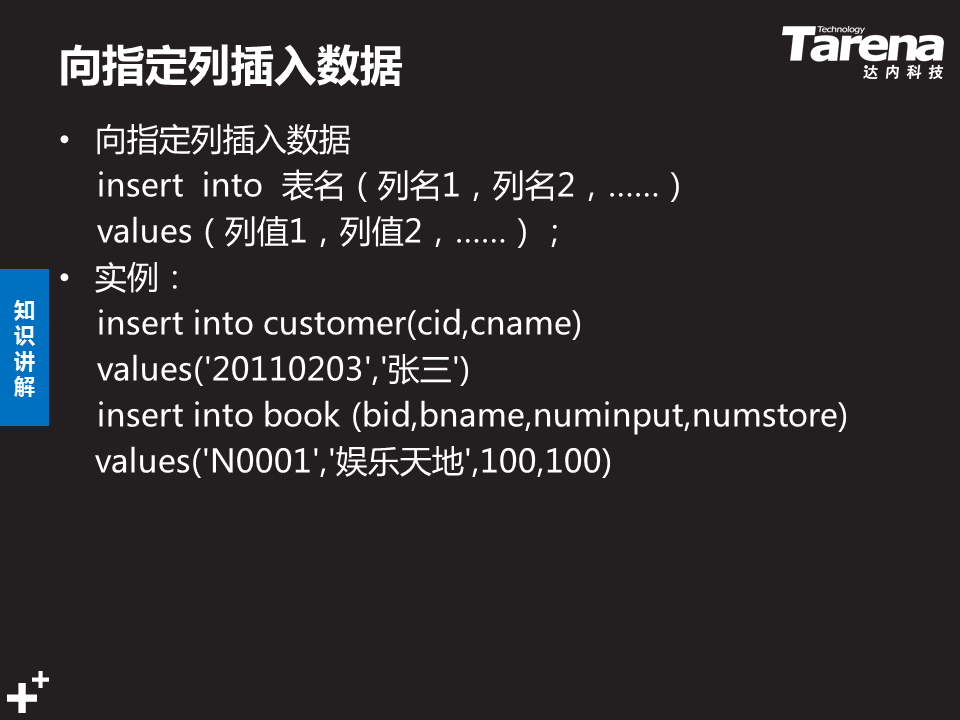 向指定列插入数据
Technology
Tarena
达内科技
• 向指定列插入数据
insert into 表名（列名1，列名2，……）
values（列值1，列值2，……）；
• 实例：
insert into customer(cid,cname)
values('20110203','张三')
insert into book (bid,bname,numinput,numstore)
values('N0001','娱乐天地',100,100)
知识讲解